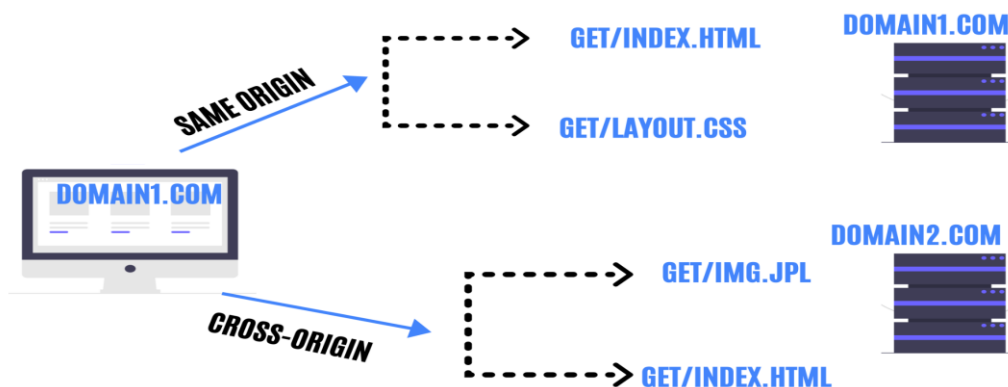 DOMAIN1.COM
GET/INDEX.HTML
SAME ORIGIN
GET/LAYOUT.CSS
DOMAIN1.COM
DOMAIN2.COM
GET/IMG.JPL
CROSS-ORIGIN
GET/INDEX.HTML